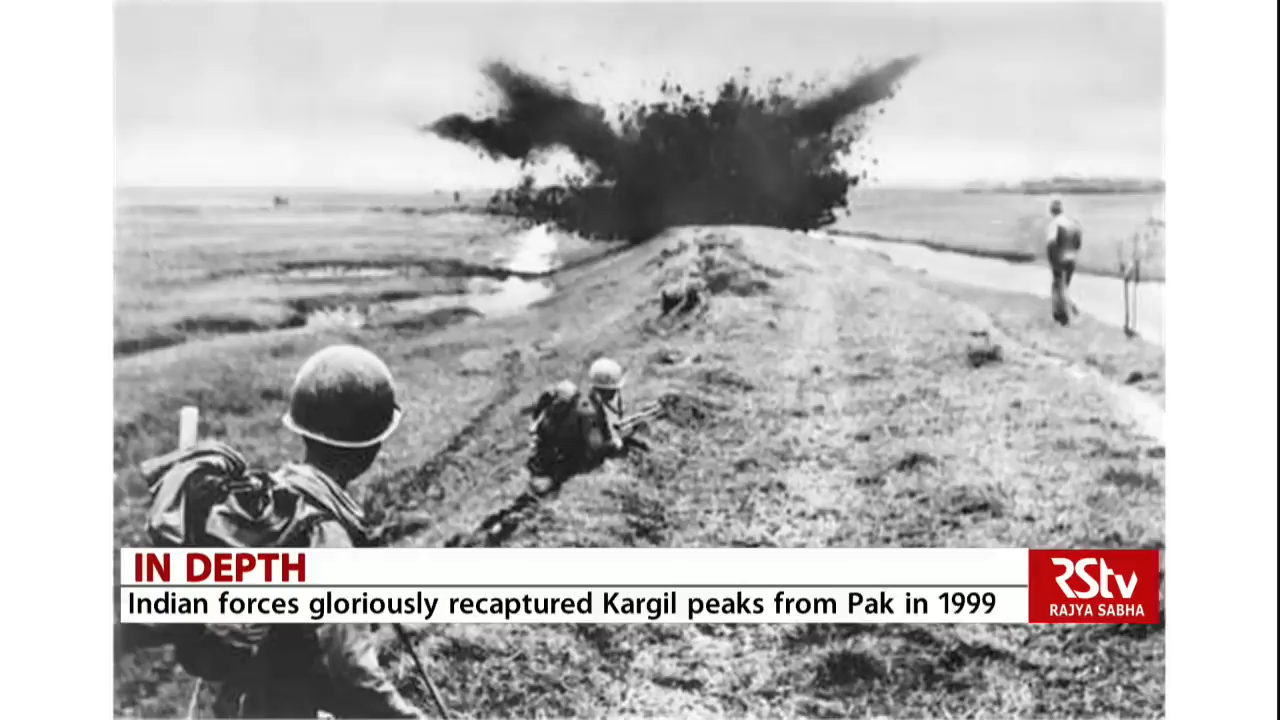 IN DEPTH
Indian forces gloriously recaptured Kargil peaks from Pak in 1999
RStv
RAJYA SABHA